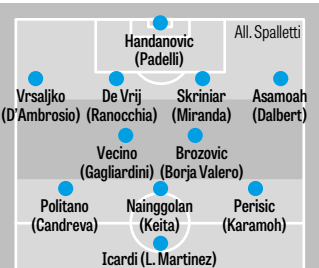 All. Spalletti
Handanovic
(Padelli)
Vrsaljko
(D'Ambrosio)
De Vrij
(Ranocchia)
Skriniar
(Miranda)
Asamoah
(Dalbert)
Vecino
(Gagliardini)
Brozovic
(Borja Valero)
Politano
(Candreva)
Nainggolan
(Keita)
Perisic
(Karamoh)
Icardi (L. Martinez)